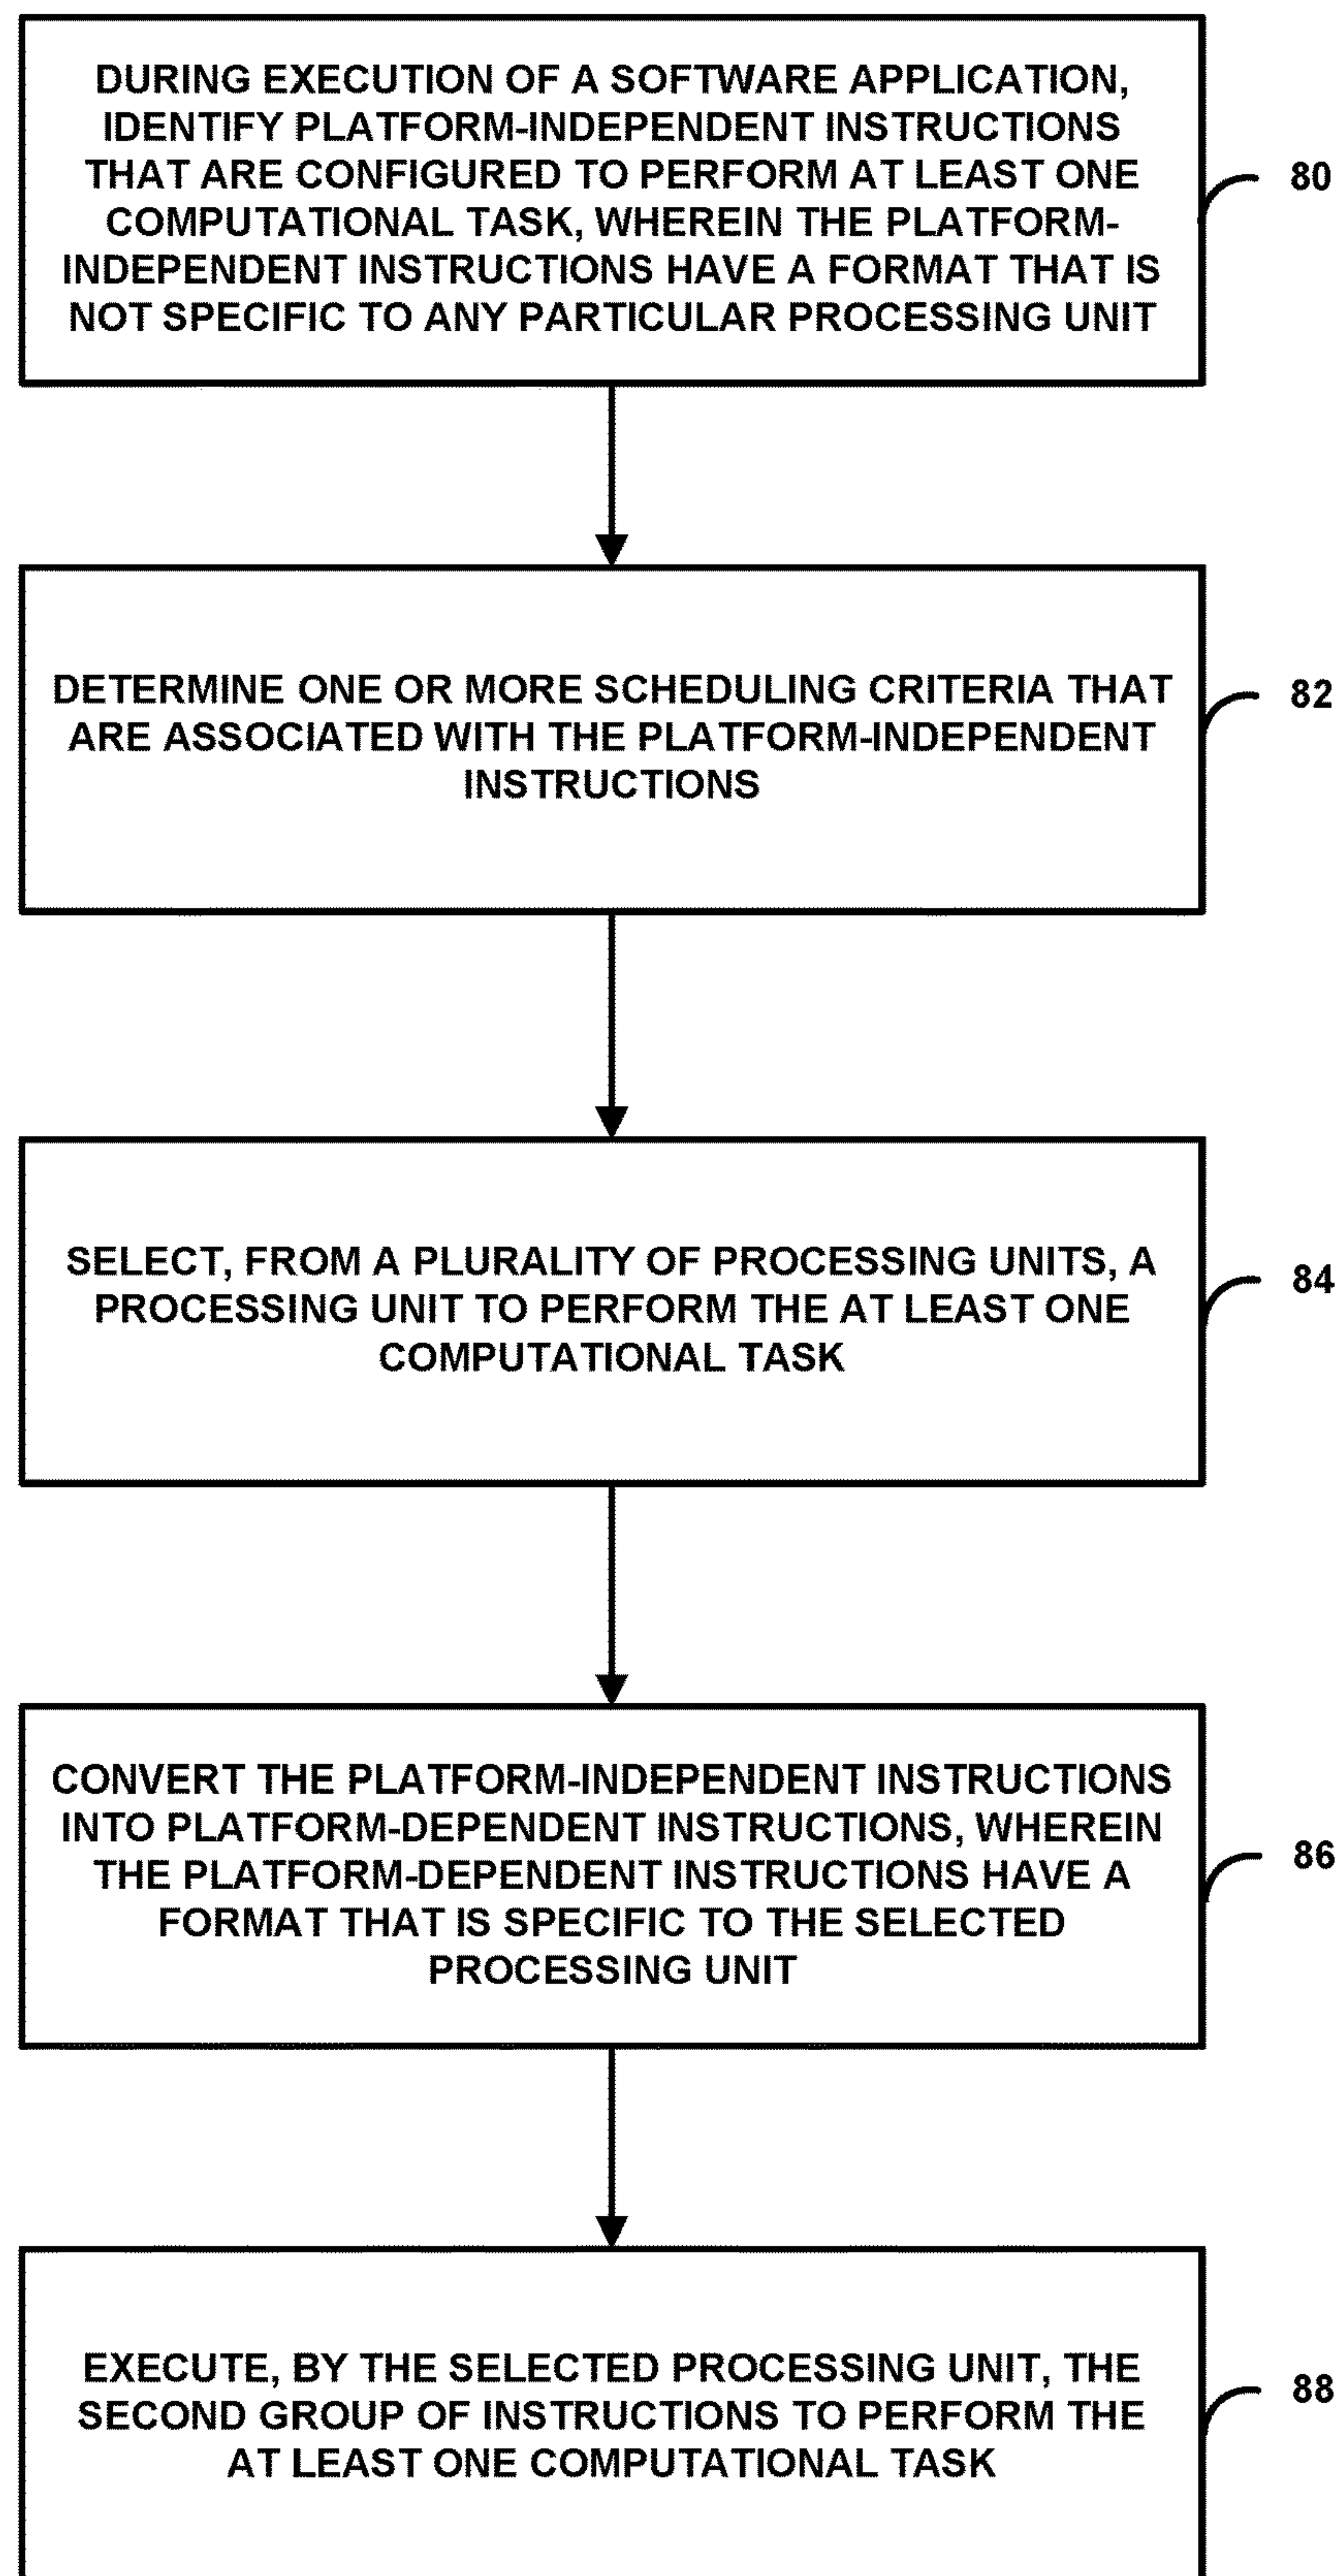 DURING EXECUTION OF A SOFTWARE APPLICATION,
IDENTIFY PLATFORM-INDEPENDENT INSTRUCTIONS
THAT ARE CONFIGURED TO PERFORM AT LEAST ONE
COMPUTATIONAL TASK, WHEREIN THE PLATFORM-
INDEPENDENT INSTRUCTIONS HAVE A FORMAT THAT IS
NOT SPECIFIC TO ANY PARTICULAR PROCESSING UNIT
80
DETERMINE ONE OR MORE SCHEDULING CRITERIA THAT
ARE ASSOCIATED WITH THE PLATFORM-INDEPENDENT
INSTRUCTIONS
82
SELECT, FROM A PLURALITY OF PROCESSING UNITS, A
PROCESSING UNIT TO PERFORM THE AT LEAST ONE
COMPUTATIONAL TASK
84
CONVERT THE PLATFORM-INDEPENDENT INSTRUCTIONS
INTO PLATFORM-DEPENDENT INSTRUCTIONS, WHEREIN
THE PLATFORM-DEPENDENT INSTRUCTIONS HAVE A
FORMAT THAT IS SPECIFIC TO THE SELECTED
PROCESSING UNIT
86
EXECUTE, BY THE SELECTED PROCESSING UNIT, THE
SECOND GROUP OF INSTRUCTIONS TO PERFORM THE
AT LEAST ONE COMPUTATIONAL TASK
88